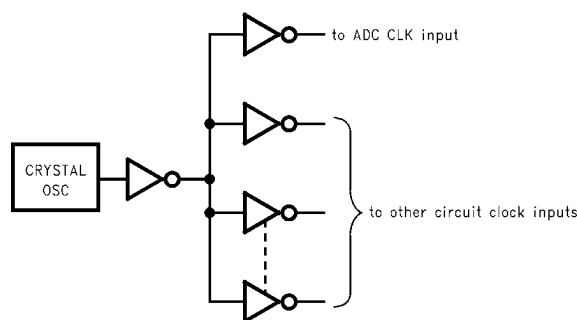 to ADC CLK input
CRYSTAL
OSC
to other circuit clock inputs